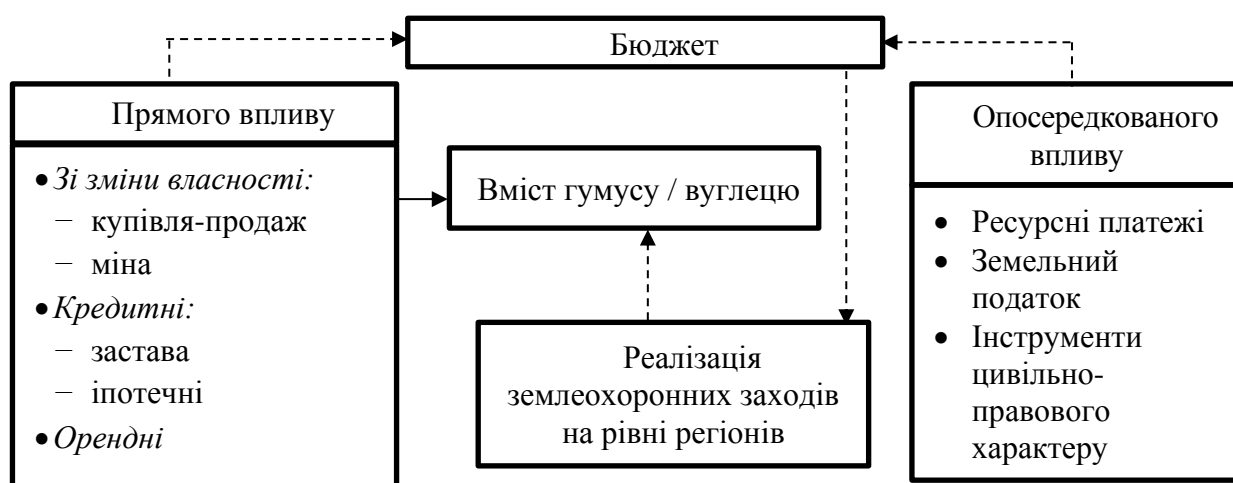 Бюджет
Прямого впливу
• Зі зміни власності:
− купівля-продаж
− міна
• Кредитні:
− застава
− іпотечні
• Орендні
Вміст гумусу / вуглецю
Реалізація
землеохоронних заходів
на рівні регіонів
Опосередкованого
впливу
• Ресурсні платежі
• Земельний
податок
• Інструменти
цивільно-
правового
характеру